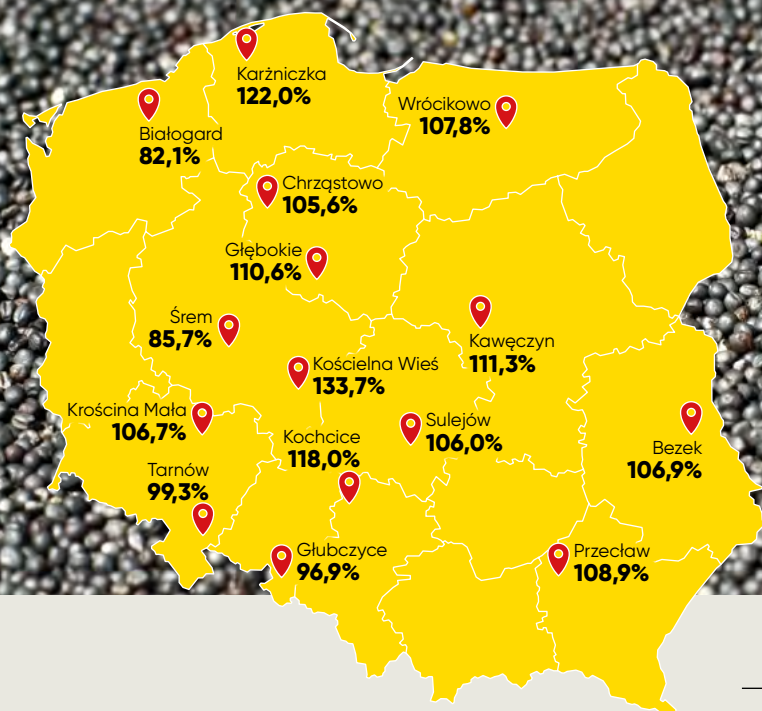 Karżniczka
122,0%
Wrócikowo
107,8%
Białogard
82,1%
Chrząstowo
105,6%
Głębokie
110,6%
Śrem
85,7%
Kawęczyn
111,3%
Kościelna Wieś
133,7%
Krościna Mała
106,7%
Sulejów
106,0%
Kochcice
118,0%
Bezek
106,9%
Tarnów
99,3%
Głubczyce
96,9%
Przecław
108,9%